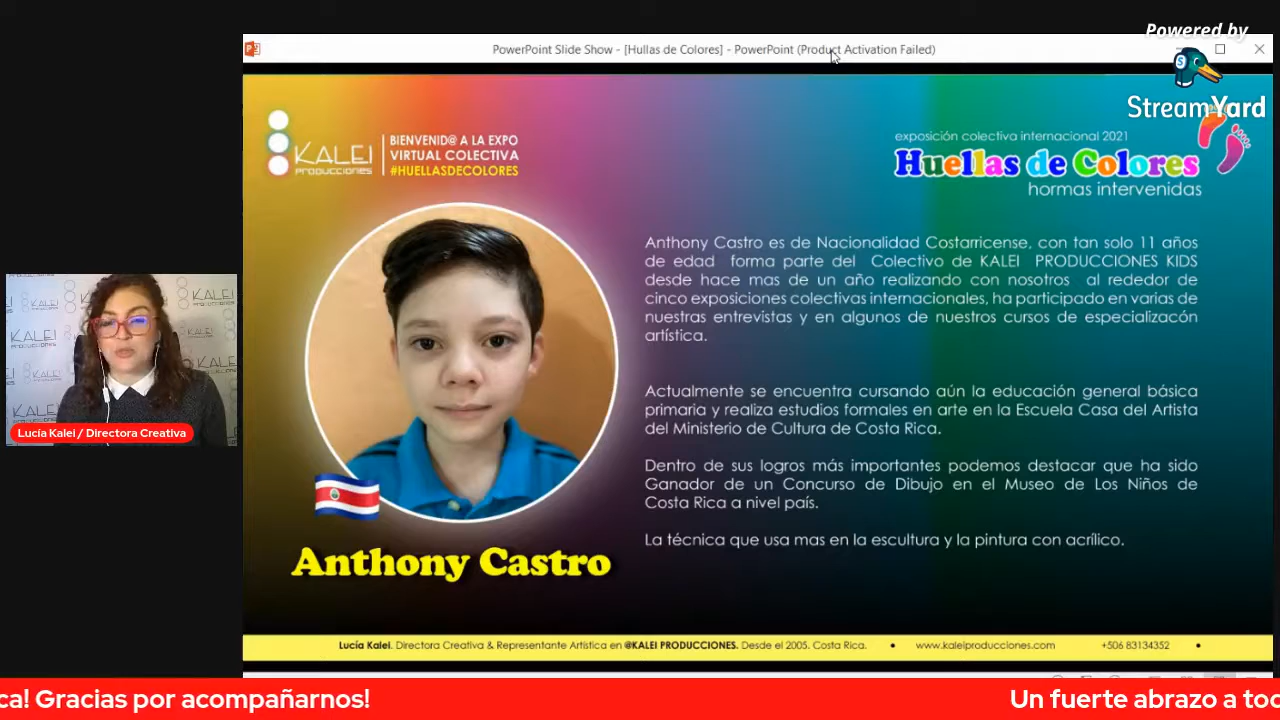 Powered by
StreamYard
PowerPoint Slide Show - [Hullas de Colores] - PowerPoint (Product Activation Failed)
KALEI
PRODUCCIONES
BIENVENID@ A LA EXPO
VIRTUAL COLECTIVA
#HUELLASDECOLORES
exposición colectiva internacional 2021
Huellas de Colores
hormas intervenidas
Anthony Castro es de Nacionalidad Costarricense, con tan solo 11 años
de edad forma parte del Colectivo de KALEI PRODUCCIONES KIDS
desde hace mas de un año realizando con nosotros al rededor de
cinco exposiciones colectivas internacionales, ha participado en varias de
nuestras entrevistas y en algunos de nuestros cursos de especializacón
artística.
Actualmente se encuentra cursando aún la educación general básica
primaria y realiza estudios formales en arte en la Escuela Casa del Artista
del Ministerio de Cultura de Costa Rica.
Dentro de sus logros más importantes podemos destacar que ha sido
Ganador de un Concurso de Dibujo en el Museo de Los Niños de
Costa Rica a nivel país.
La técnica que usa mas en la escultura y la pintura con acrílico.
Anthony Castro
Lucía Kalei / Directora Creativa
Lucía Kalei. Directora Creativa & Representante Artística en @KALEI PRODUCCIONES. Desde el 2005. Costa Rica. • www.kaleiproducciones.com +506 83134352 •
ca! Gracias por acompañarnos!
Un fuerte abrazo a toc